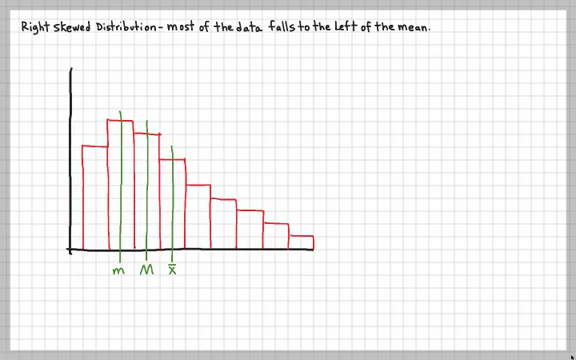 Right Skewed Distribution - most of the data falls to the Left of the mean.
m M x̄